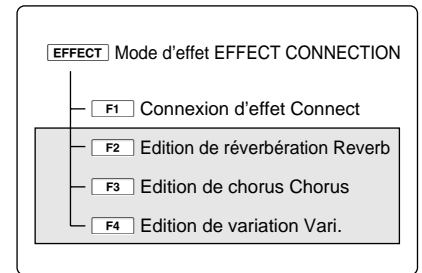 EFFECT Mode d'effet EFFECT CONNECTION
F1 Connexion d'effet Connect
F2 Edition de réverbération Reverb
F3 Edition de chorus Chorus
F4 Edition de variation Vari.